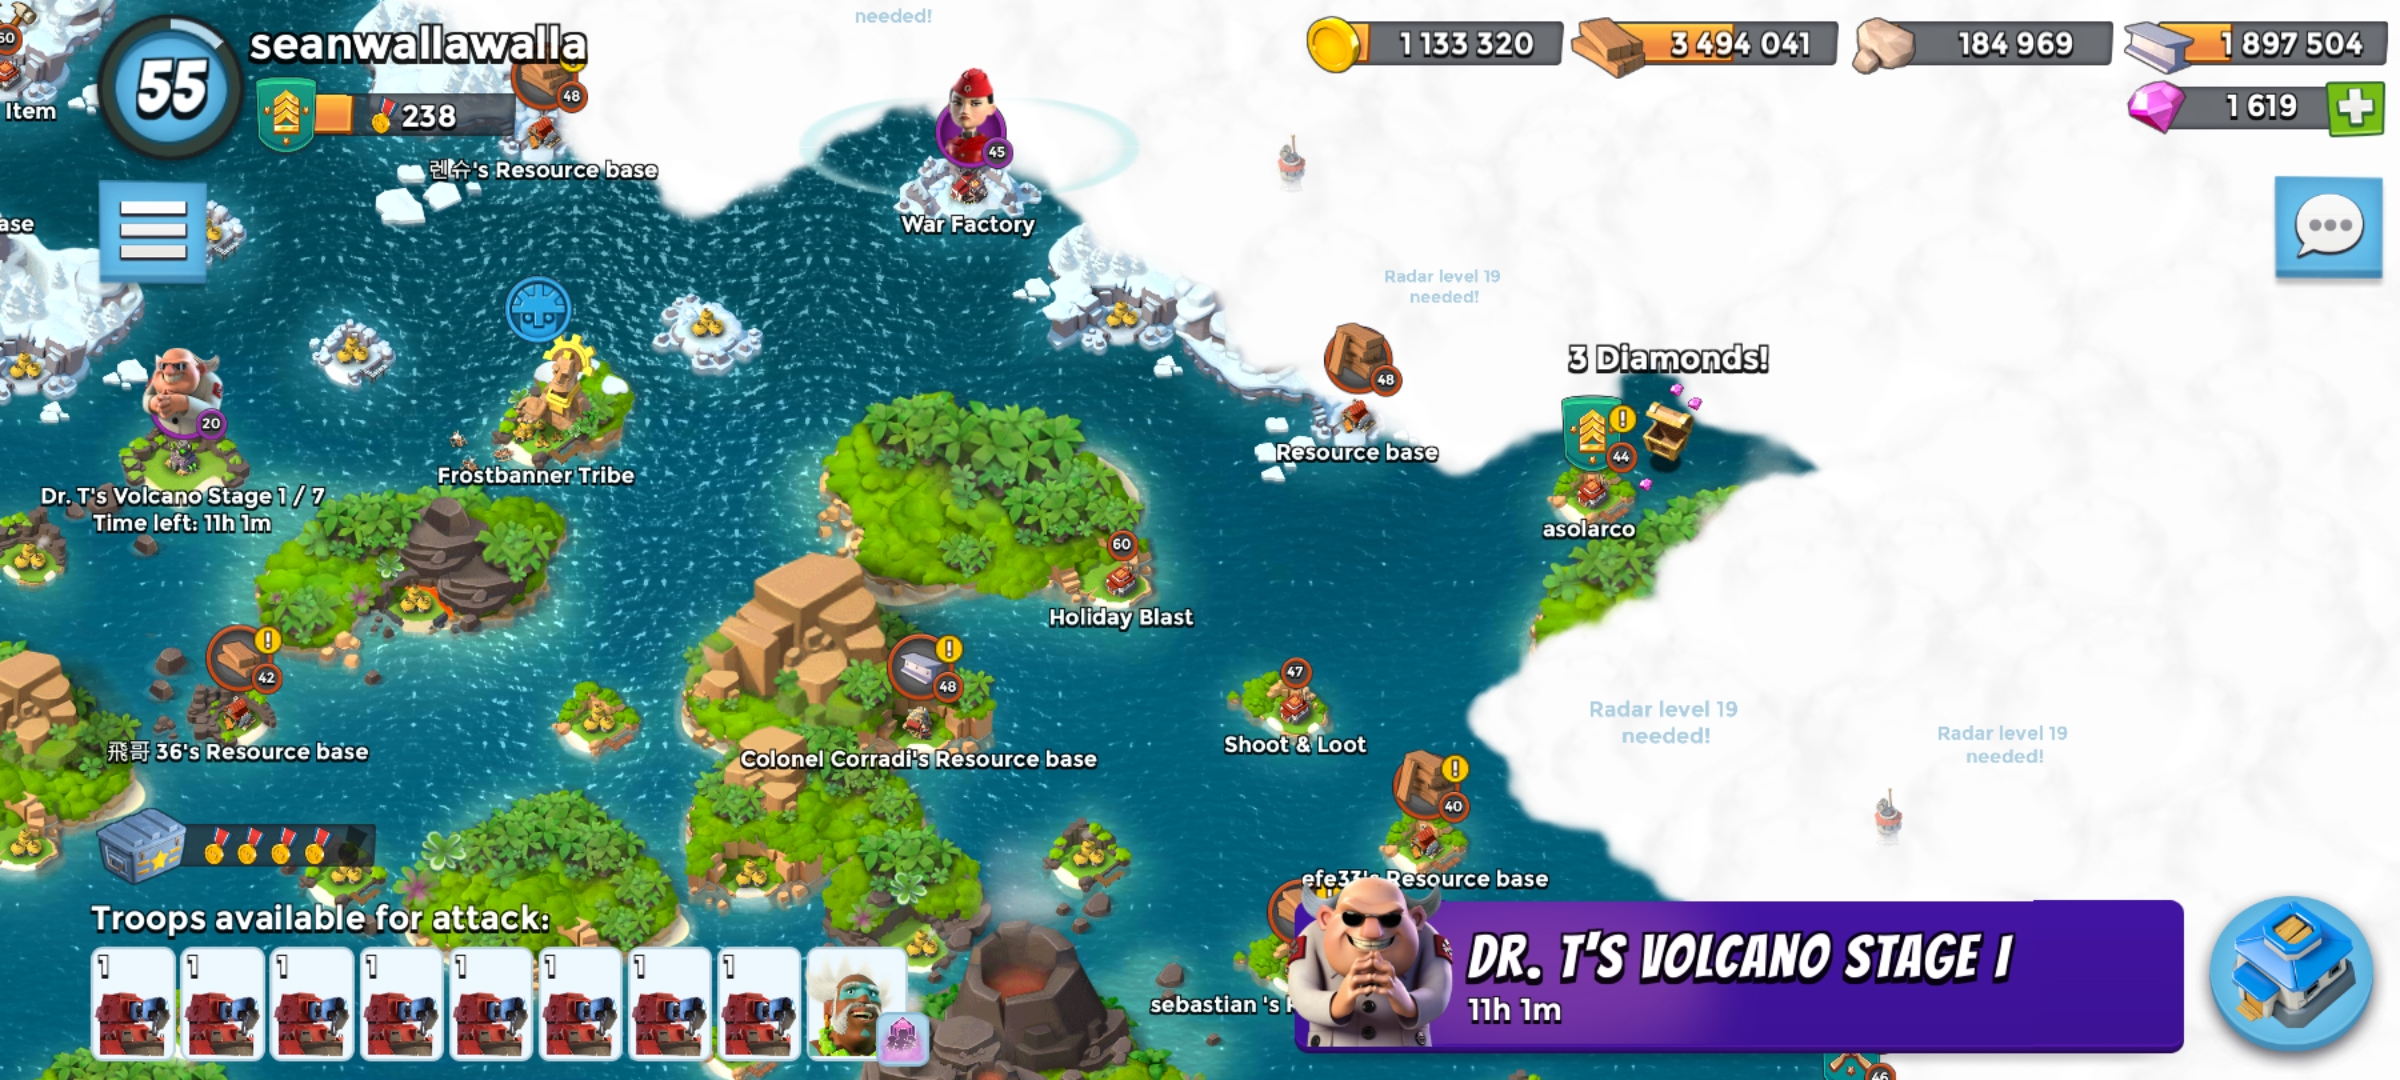 needed!
60
55
seanwallawalla
1 133 320
3 494 041
184 969
1 897 504
Item
238
48
1 619
렌슈's Resource base
45
War Factory
Radar level 19
needed!
48
3 Diamonds!
20
44
Frostbanner Tribe
Resource base
Dr. T's Volcano Stage 1 / 7
Time left: 11h 1m
asolarco
60
Holiday Blast
42
48
47
飛哥 36's Resource base
Colonel Corradi's Resource base
Shoot & Loot
Radar level 19
needed!
Radar level 19
needed!
40
efe33's Resource base
Troops available for attack:
1
1
1
1
1
1
1
1
sebastian 's
DR. T'S VOLCANO STAGE I
11h 1m
46